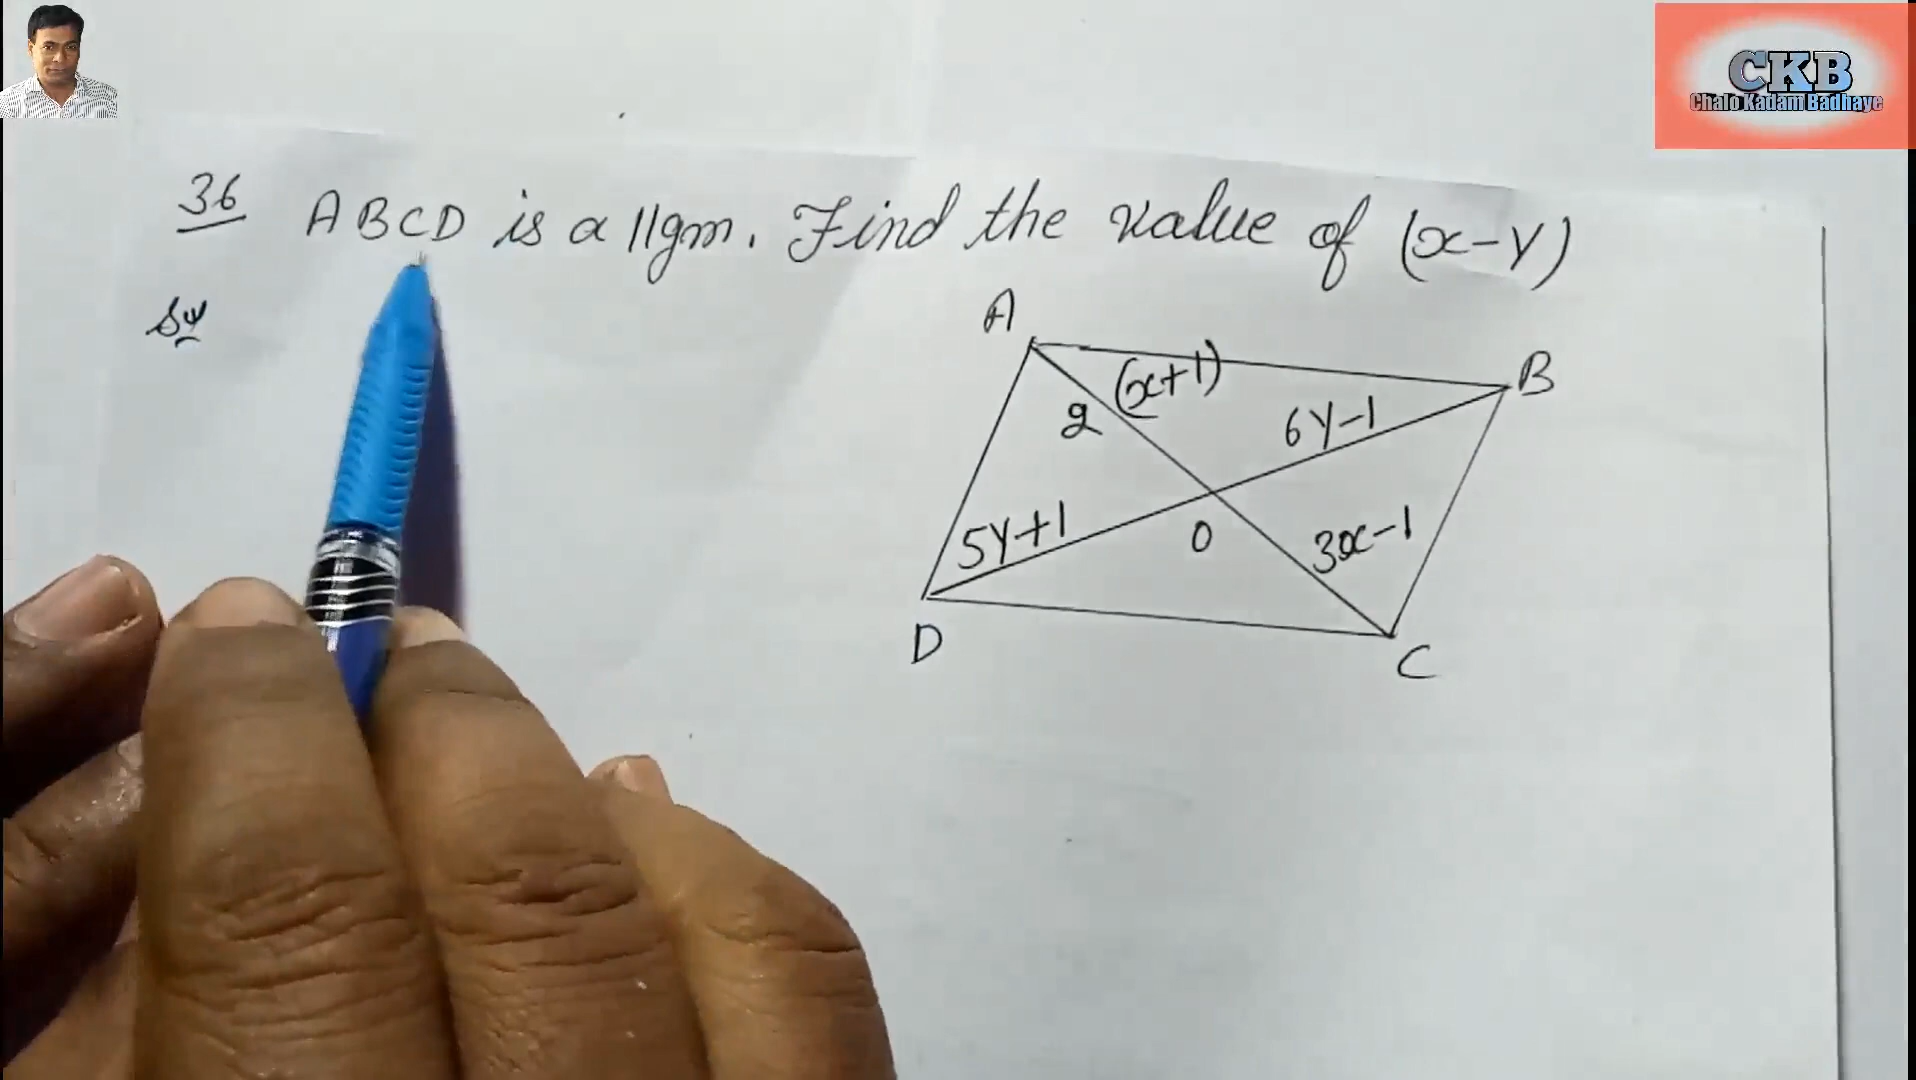 CKB
Chalo Kadam Badhaye
36 ABCD is a ||gm. Find the value of (x-y)
A
B
2(x+1)
6y-1
5y+1
O
3x-1
D
C